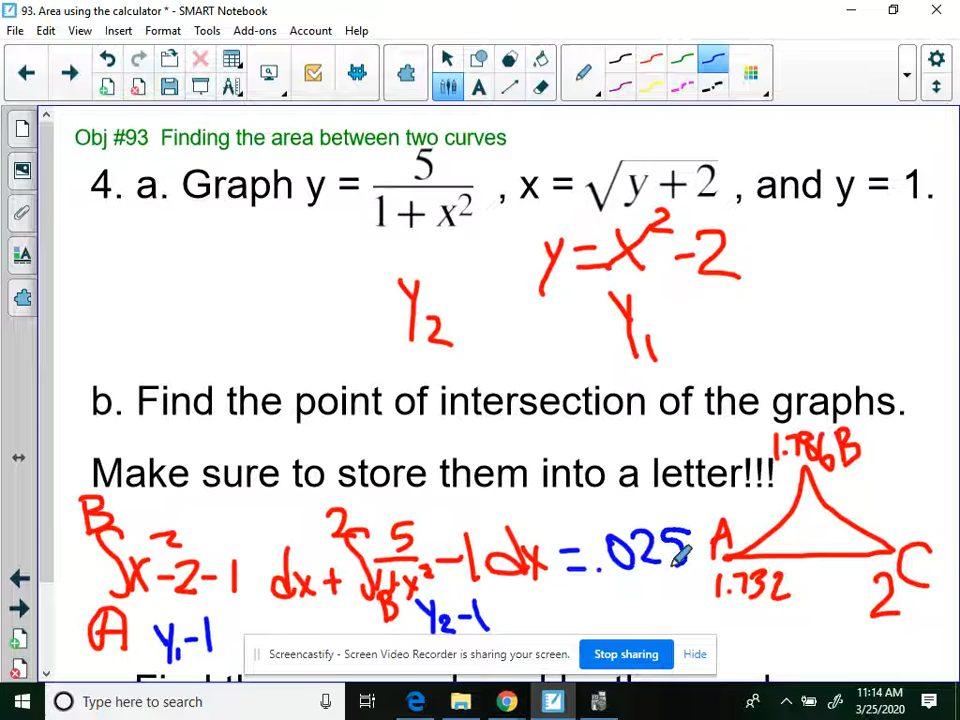 93. Area using the calculator * - SMART Notebook
File Edit View Insert Format Tools Add-ons Account Help
Obj #93 Finding the area between two curves
4. a. Graph y = 5/(1 + x²) , x = √(y + 2) , and y = 1.
y = x² - 2
y₂ y₁
b. Find the point of intersection of the graphs.
Make sure to store them into a letter!!!
1.786 B
∫_A^B x² - 2 - 1 dx + ∫_B^2 5/(1+x²) - 1 dx = .025
A C
1.732 2
y₁ - 1 y₂ - 1
Screencastify - Screen Video Recorder is sharing your screen. Stop sharing Hide
Type here to search
11:14 AM
3/25/2020